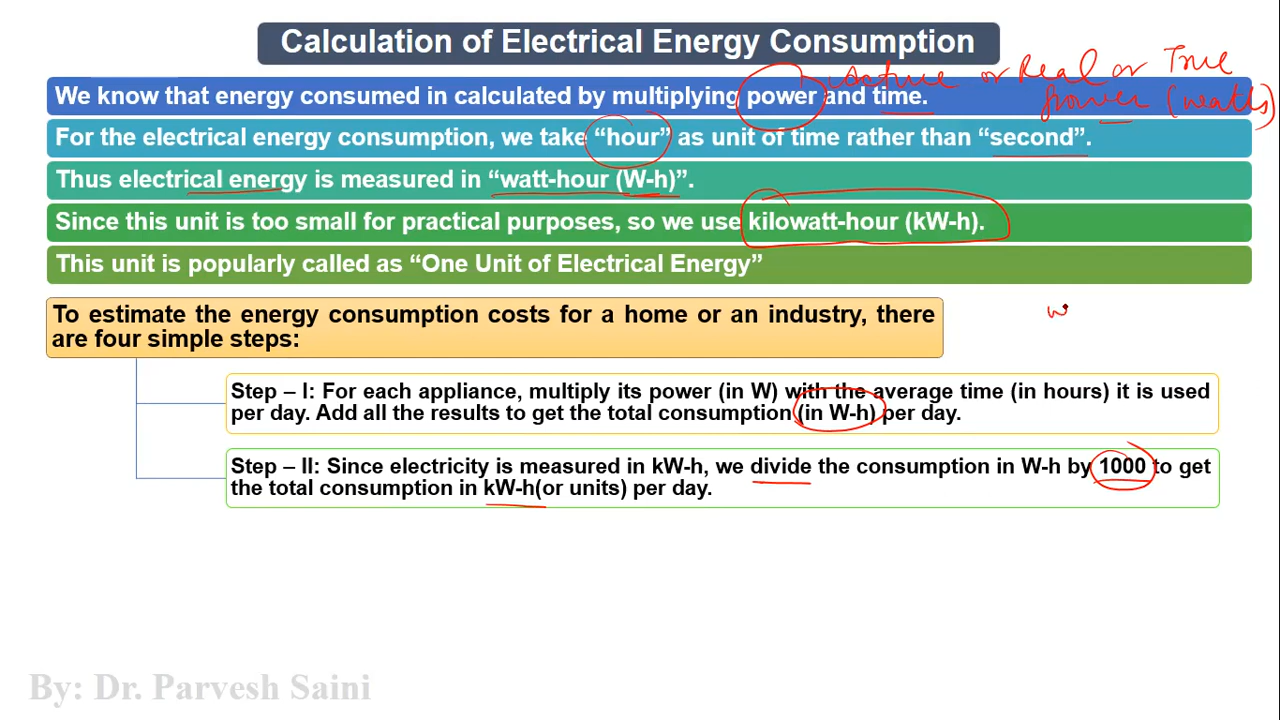 Calculation of Electrical Energy Consumption
We know that energy consumed in calculated by multiplying power and time.
Active or Real or True
power (watts)
For the electrical energy consumption, we take “hour” as unit of time rather than “second”.
Thus electrical energy is measured in “watt-hour (W-h)”.
Since this unit is too small for practical purposes, so we use kilowatt-hour (kW-h).
This unit is popularly called as “One Unit of Electrical Energy”
To estimate the energy consumption costs for a home or an industry, there
are four simple steps:
W
Step – I: For each appliance, multiply its power (in W) with the average time (in hours) it is used
per day. Add all the results to get the total consumption (in W-h) per day.
Step – II: Since electricity is measured in kW-h, we divide the consumption in W-h by 1000 to get
the total consumption in kW-h(or units) per day.
By: Dr. Parvesh Saini